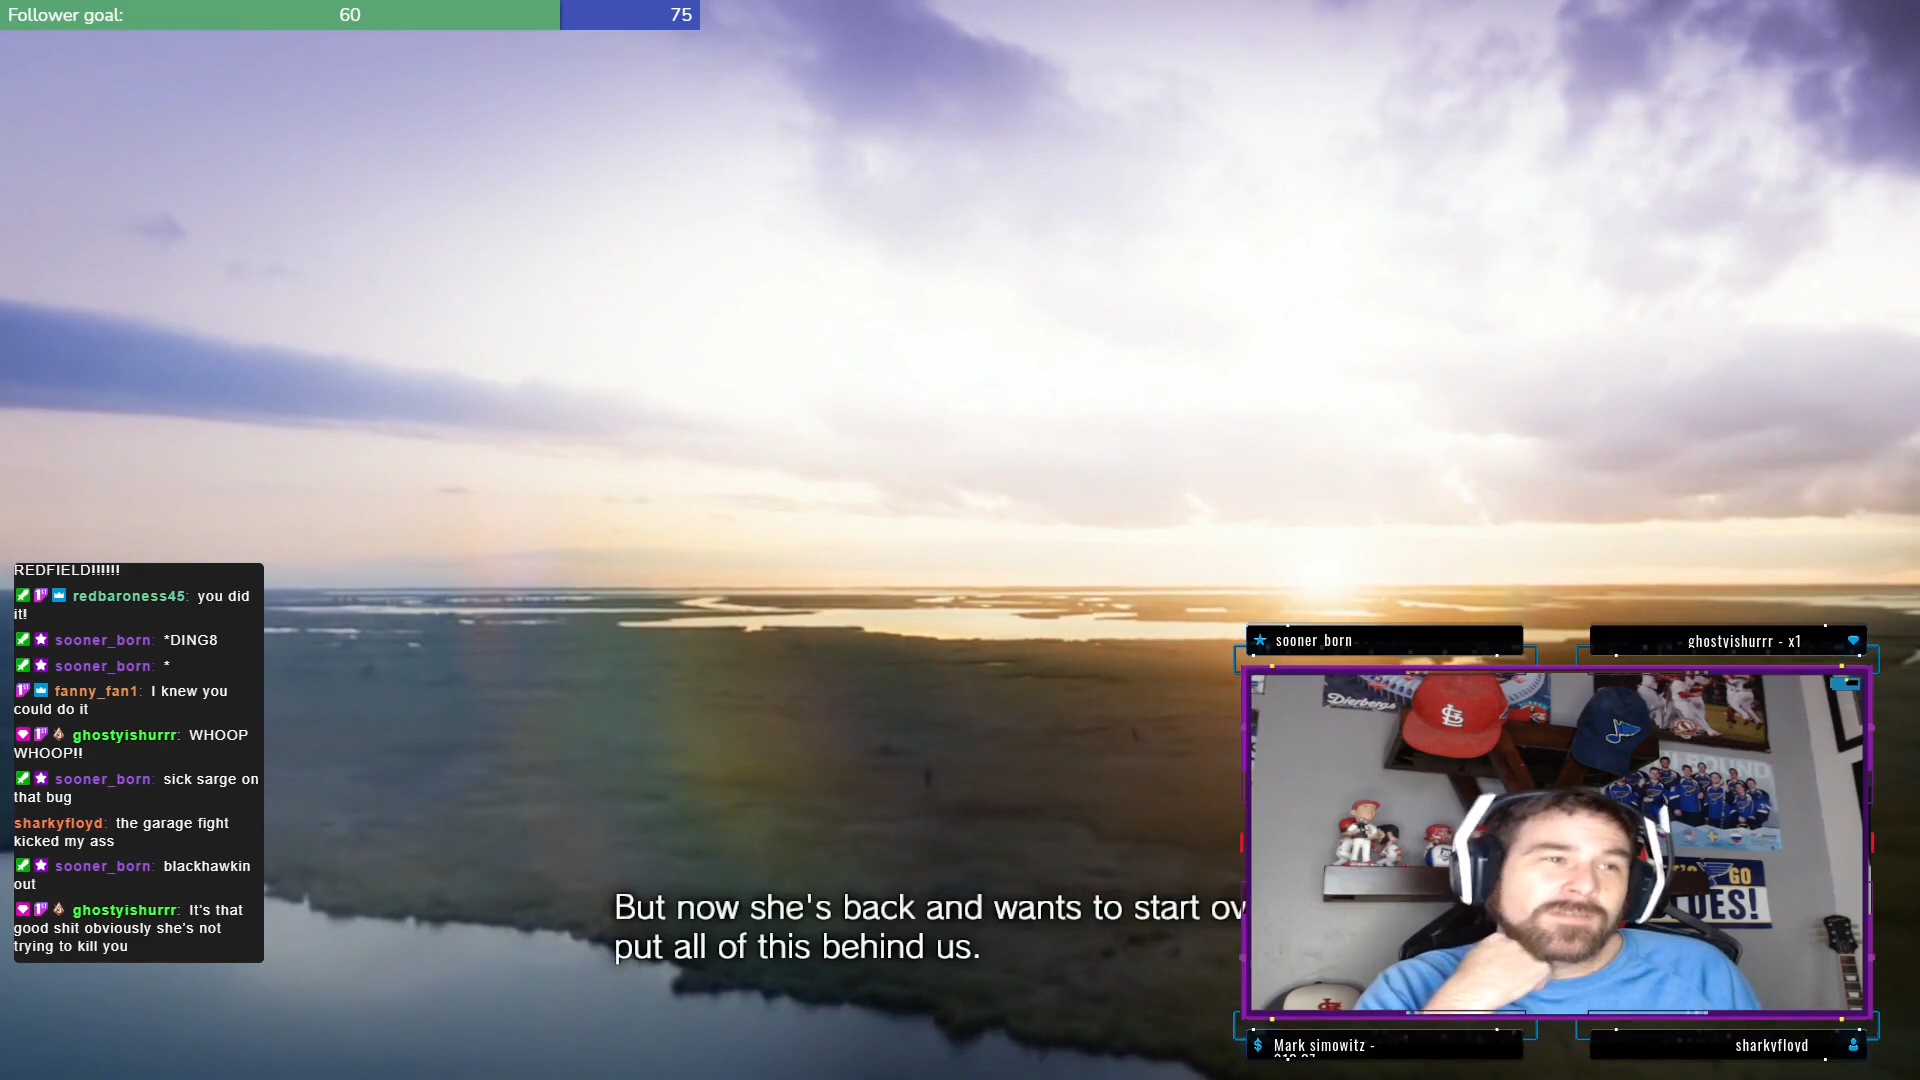 Follower goal: 60 75
REDFIELD!!!!!!
redbaroness45: you did
it!
sooner_born: *DING8
sooner_born: *
fanny_fan1: I knew you
could do it
ghostyishurrr: WHOOP
WHOOP!!
sooner_born: sick sarge on
that bug
sharkyfloyd: the garage fight
kicked my ass
sooner_born: blackhawkin
out
ghostyishurrr: It's that
good shit obviously she's not
trying to kill you
But now she's back and wants to start ov
put all of this behind us.
sooner_born
ghostyishurrr - x1
Dierbergs
GO
Mark simowitz -
sharkyfloyd